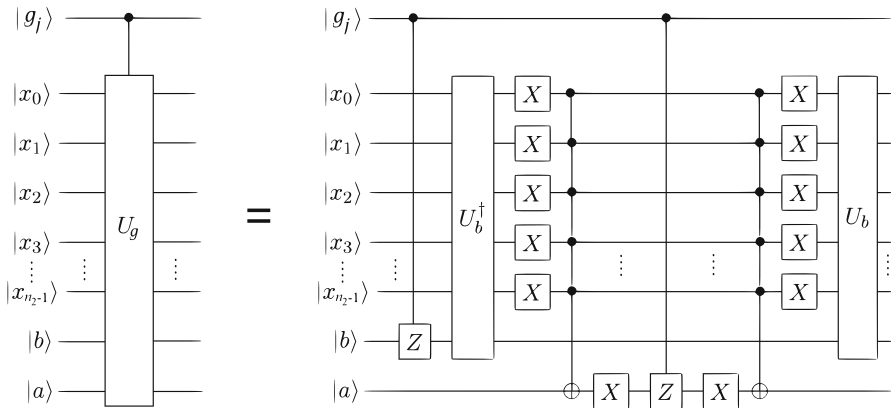 |g_j⟩ |g_j⟩
|x_0⟩ |x_0⟩ X X
|x_1⟩ |x_1⟩ X X
|x_2⟩ |x_2⟩ X X
U_g = U_b^† U_b
|x_3⟩ |x_3⟩ X X
|x_{n_2-1}⟩ |x_{n_2-1}⟩ X X
|b⟩ |b⟩ Z
|a⟩ |a⟩ X Z X